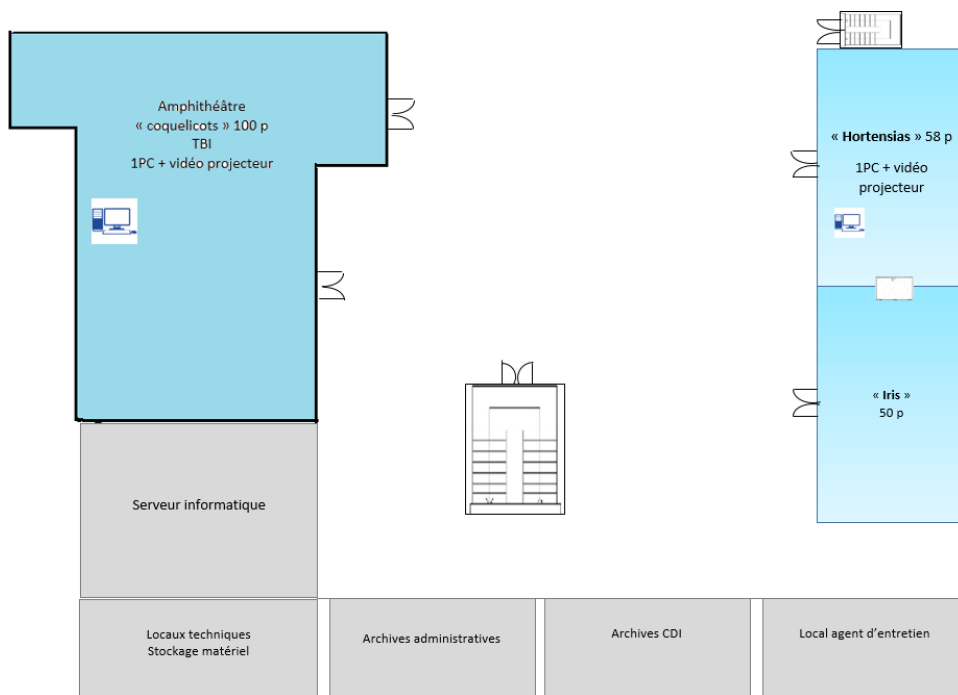 Amphithéâtre
« coquelicots » 100 p
TBI
1PC + vidéo projecteur
« Hortensias » 58 p
1PC + vidéo
projecteur
« Iris »
50 p
Serveur informatique
Locaux techniques
Stockage matériel
Archives administratives
Archives CDI
Local agent d’entretien